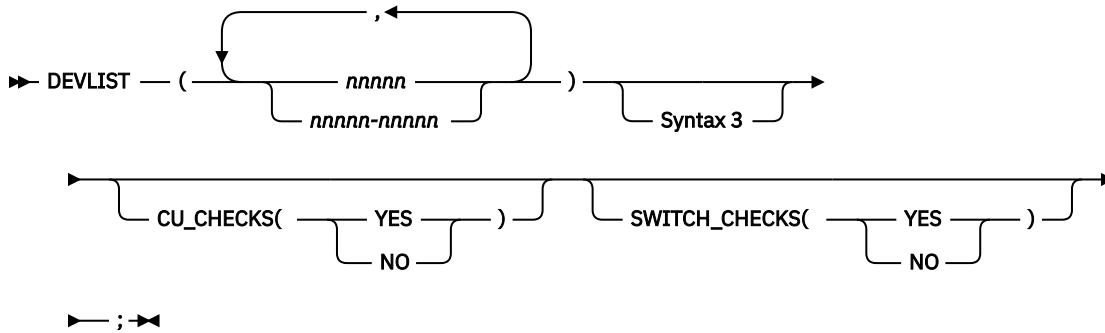 ,
DEVLIST ( nnnnn )
nnnnn-nnnnn Syntax 3
CU_CHECKS( YES ) SWITCH_CHECKS( YES )
NO NO
;